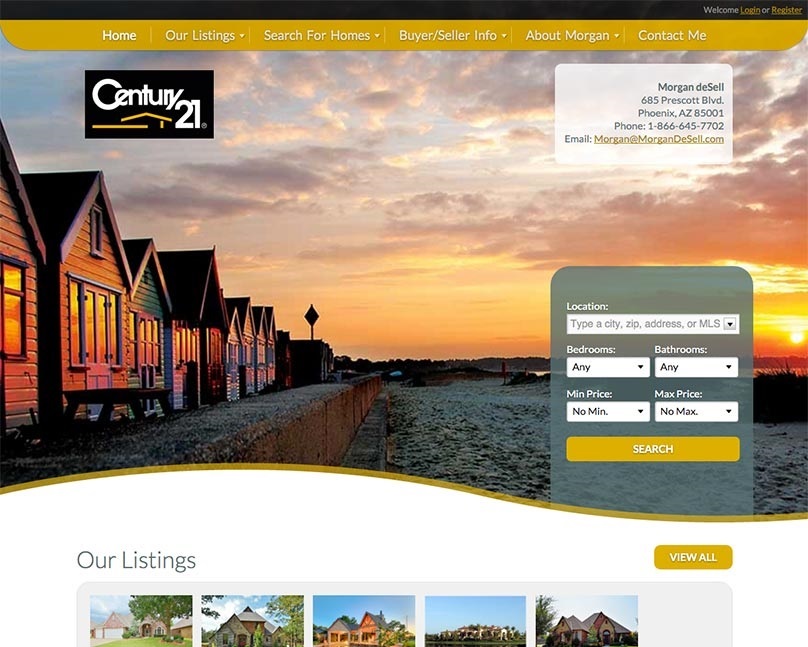 Welcome Login or Register
Home Our Listings Search For Homes Buyer/Seller Info About Morgan Contact Me
Century 21®
Morgan deSell
685 Prescott Blvd.
Phoenix, AZ 85001
Phone: 1-866-645-7702
Email: Morgan@MorganDeSell.com
Location:
Type a city, zip, address, or MLS
Bedrooms: Bathrooms:
Any Any
Min Price: Max Price:
No Min. No Max.
SEARCH
Our Listings VIEW ALL